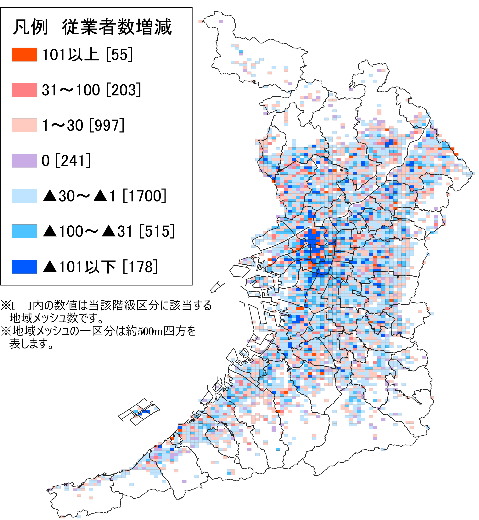 凡例 従業者数増減
101以上 [55]
31～100 [203]
1～30 [997]
0 [241]
▲30～▲1 [1700]
▲100～▲31 [515]
▲101以下 [178]
※[ ]内の数値は当該階級区分に該当する
地域メッシュ数です。
※地域メッシュの一区分は約500m四方を
表します。